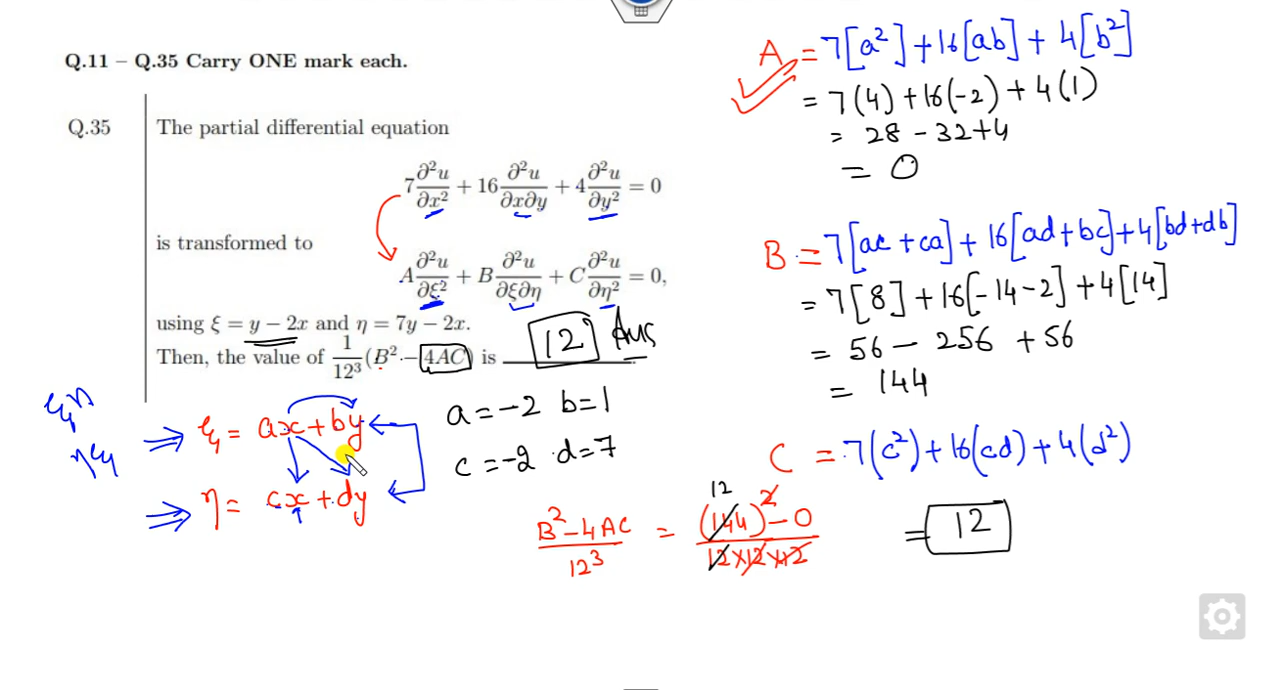 Q.11 – Q.35 Carry ONE mark each.
Q.35 The partial differential equation
7 ∂²u/∂x² + 16 ∂²u/∂x∂y + 4 ∂²u/∂y² = 0
is transformed to
A ∂²u/∂ξ² + B ∂²u/∂ξ∂η + C ∂²u/∂η² = 0,
using ξ = y − 2x and η = 7y − 2x.
Then, the value of 1/12³ (B² − 4AC) is
12 Ans
ξη
ηξ
⇒ ξ = ax+by
⇒ η = cx+dy
a=-2 b=1
c=-2 d=7
A = 7[a²]+16[ab]+4[b²]
= 7(4)+16(-2)+4(1)
= 28-32+4
= 0
B = 7[ac+ca]+16[ad+bc]+4[bd+db]
= 7[8]+16[-14-2]+4[14]
= 56-256+56
= 144
C = 7(c²)+16(cd)+4(d²)
12
B²-4AC/12³ = (144)²-0/12×12×12 = 12